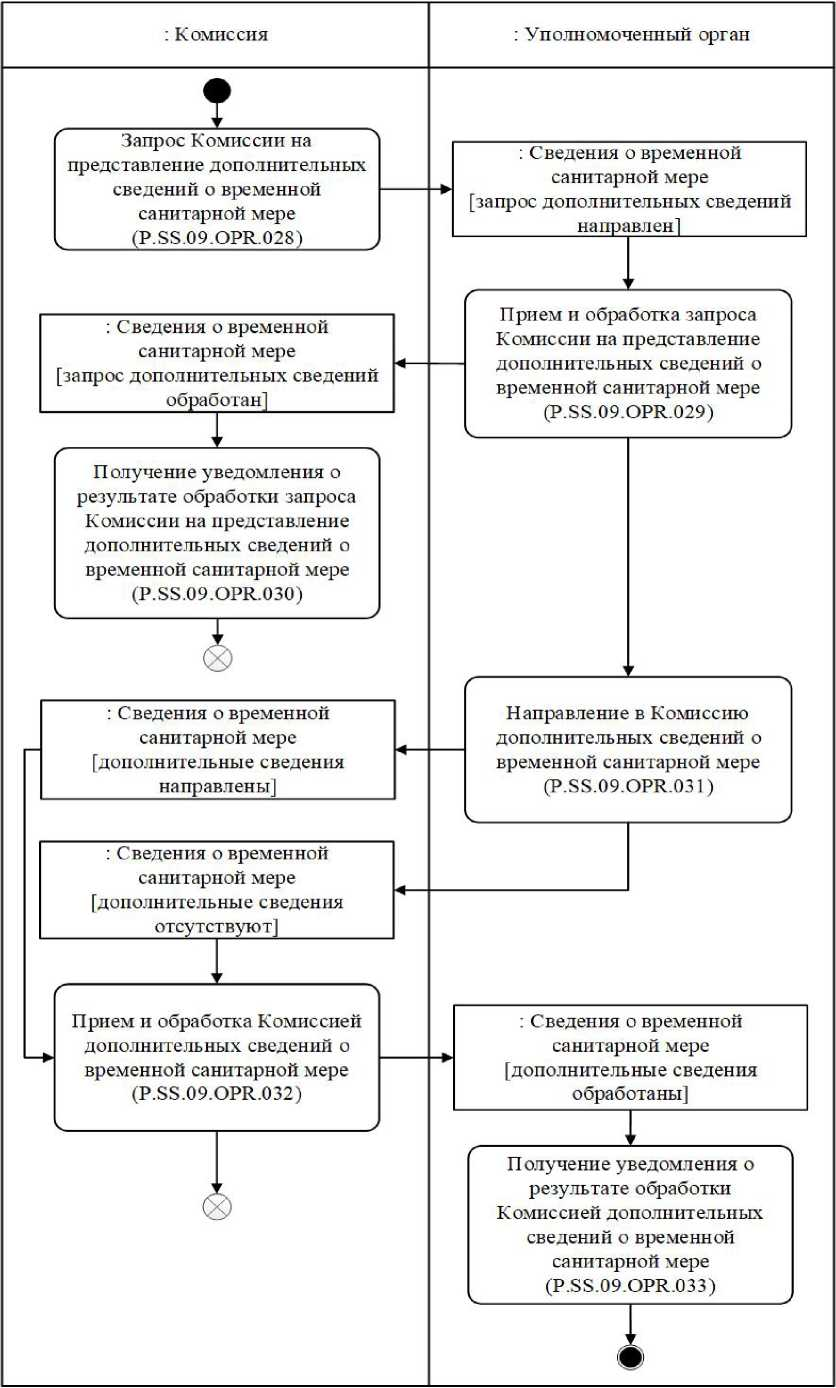 : Комиссия
: Уполномоченный орган
Запрос Комиссии на
представление дополнительных
сведений о временной
санитарной мере
(P.SS.09.OPR.028)
: Сведения о временной
санитарной мере
[запрос дополнительных сведений
направлен]
Прием и обработка запроса
Комиссии на представление
дополнительных сведений о
временной санитарной мере
(P.SS.09.OPR.029)
: Сведения о временной
санитарной мере
[запрос дополнительных сведений
обработан]
Получение уведомления о
результате обработки запроса
Комиссии на представление
дополнительных сведений о
временной санитарной мере
(P.SS.09.OPR.030)
Направление в Комиссию
дополнительных сведений о
временной санитарной мере
(P.SS.09.OPR.031)
: Сведения о временной
санитарной мере
[дополнительные сведения
направлены]
: Сведения о временной
санитарной мере
[дополнительные сведения
отсутствуют]
Прием и обработка Комиссией
дополнительных сведений о
временной санитарной мере
(P.SS.09.OPR.032)
: Сведения о временной
санитарной мере
[дополнительные сведения
обработаны]
Получение уведомления о
результате обработки
Комиссией дополнительных
сведений о временной
санитарной мере
(P.SS.09.OPR.033)